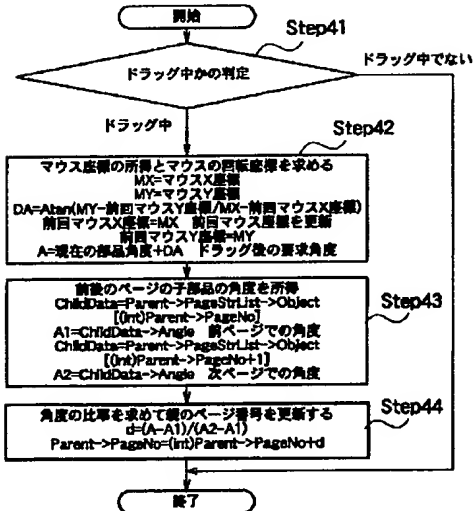 開始
Step41
ドラッグ中かの判定
ドラッグ中でない
ドラッグ中
Step42
マウス座標の所得とマウスの回転座標を求める
MX=マウスX座標
MY=マウスY座標
DA=Atan(MY-前回マウスY座標/MX-前回マウスX座標)
前回マウスX座標=MX 前回マウス座標を更新
前回マウスY座標=MY
A=現在の部品角度+DA ドラッグ後の要求角度
Step43
前後のページの子部品の角度を所得
ChildData=Parent->PageStrList->Object
[(int)Parent->PageNo]
A1=ChildData->Angle 前ページでの角度
ChildData=Parent->PageStrList->Object
[(int)Parent->PageNo+1]
A2=ChildData->Angle 次ページでの角度
Step44
角度の比率を求めて親のページ番号を更新する
d=(A-A1)/(A2-A1)
Parent->PageNo=(int)Parent->PageNo+d
終了